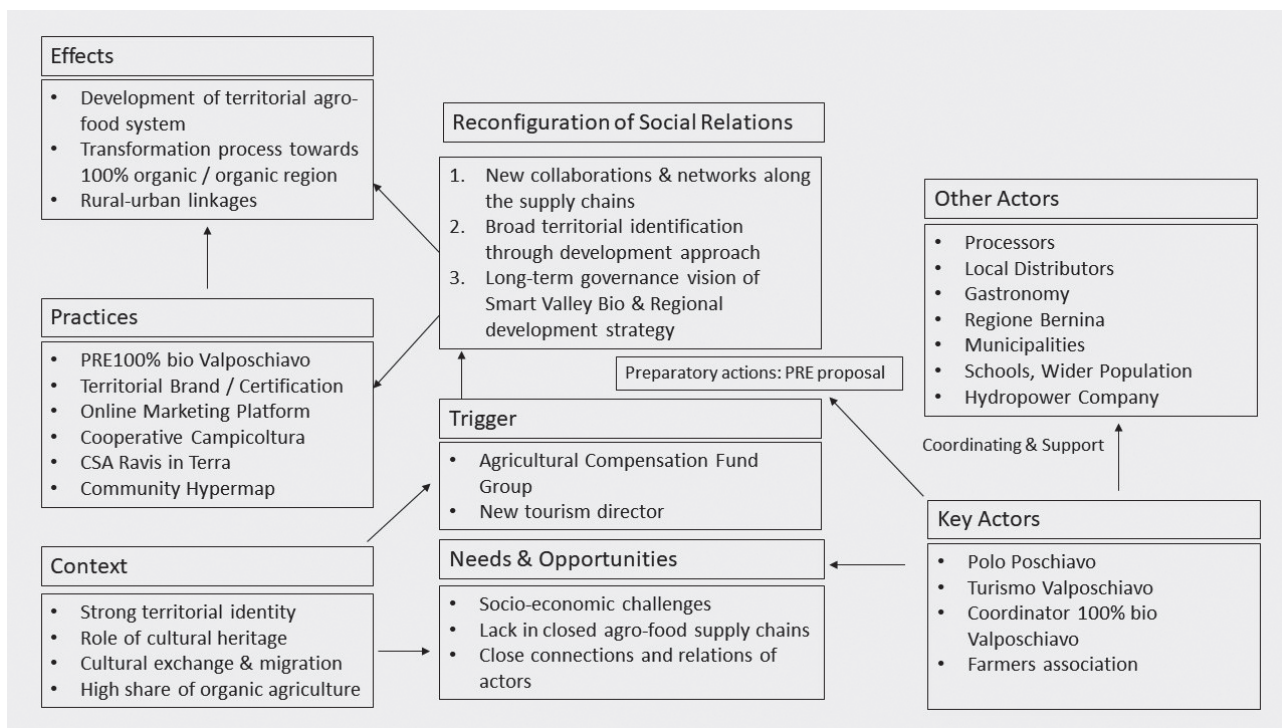 Effects
• Development of territorial agro-
food system
• Transformation process towards
100% organic / organic region
• Rural-urban linkages
Practices
• PRE100% bio Valposchiavo
• Territorial Brand / Certification
• Online Marketing Platform
• Cooperative Campicoltura
• CSA Ravis in Terra
• Community Hypermap
Context
• Strong territorial identity
• Role of cultural heritage
• Cultural exchange & migration
• High share of organic agriculture
Reconfiguration of Social Relations
1. New collaborations & networks along
the supply chains
2. Broad territorial identification
through development approach
3. Long-term governance vision of
Smart Valley Bio & Regional
development strategy
Preparatory actions: PRE proposal
Trigger
• Agricultural Compensation Fund
Group
• New tourism director
Needs & Opportunities
• Socio-economic challenges
• Lack in closed agro-food supply chains
• Close connections and relations of
actors
Other Actors
• Processors
• Local Distributors
• Gastronomy
• Regione Bernina
• Municipalities
• Schools, Wider Population
• Hydropower Company
Coordinating & Support
Key Actors
• Polo Poschiavo
• Turismo Valposchiavo
• Coordinator 100% bio
Valposchiavo
• Farmers association